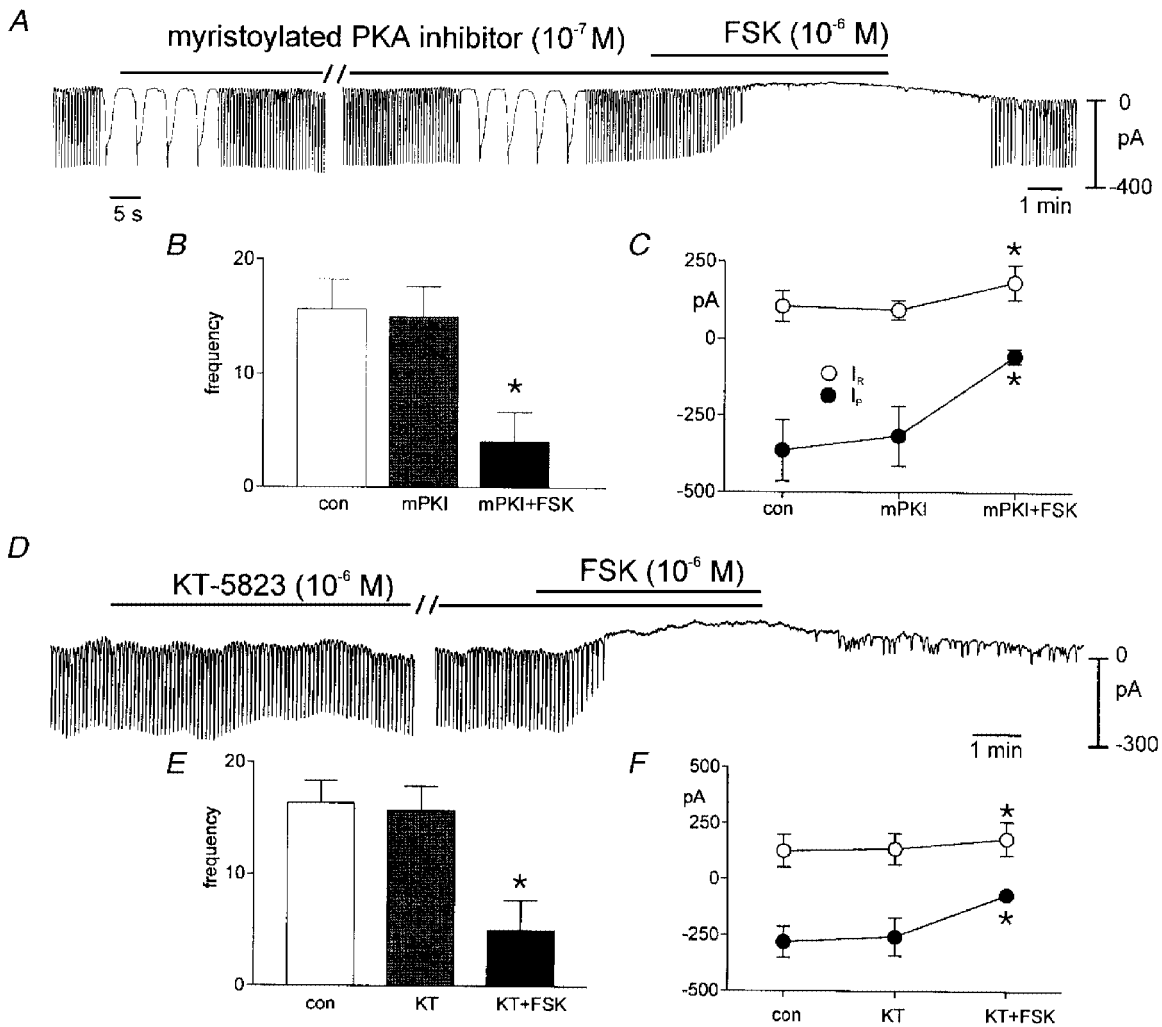 A
myristoylated PKA inhibitor (10⁻⁷ M)
FSK (10⁻⁶ M)
//
0
pA
-400
5 s
1 min
B
20
10
0
frequency
*
con
mPKI
mPKI+FSK
C
250
pA
0
-250
-500
*
I_R
I_P
*
con
mPKI
mPKI+FSK
D
KT-5823 (10⁻⁶ M)
FSK (10⁻⁶ M)
//
0
pA
-300
1 min
E
20
10
0
frequency
*
con
KT
KT+FSK
F
500
pA
250
0
-250
-500
*
*
con
KT
KT+FSK